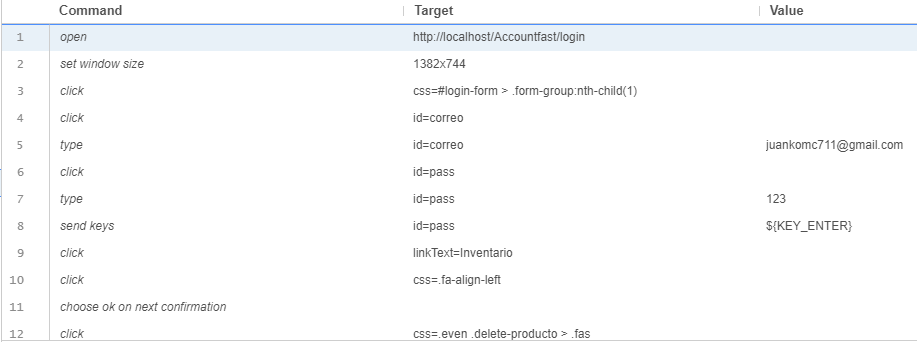 Command Target Value
1 open http://localhost/Accountfast/login
2 set window size 1382x744
3 click css=#login-form > .form-group:nth-child(1)
4 click id=correo
5 type id=correo juankomc711@gmail.com
6 click id=pass
7 type id=pass 123
8 send keys id=pass ${KEY_ENTER}
9 click linkText=Inventario
10 click css=.fa-align-left
11 choose ok on next confirmation
12 click css=.even .delete-producto > .fas